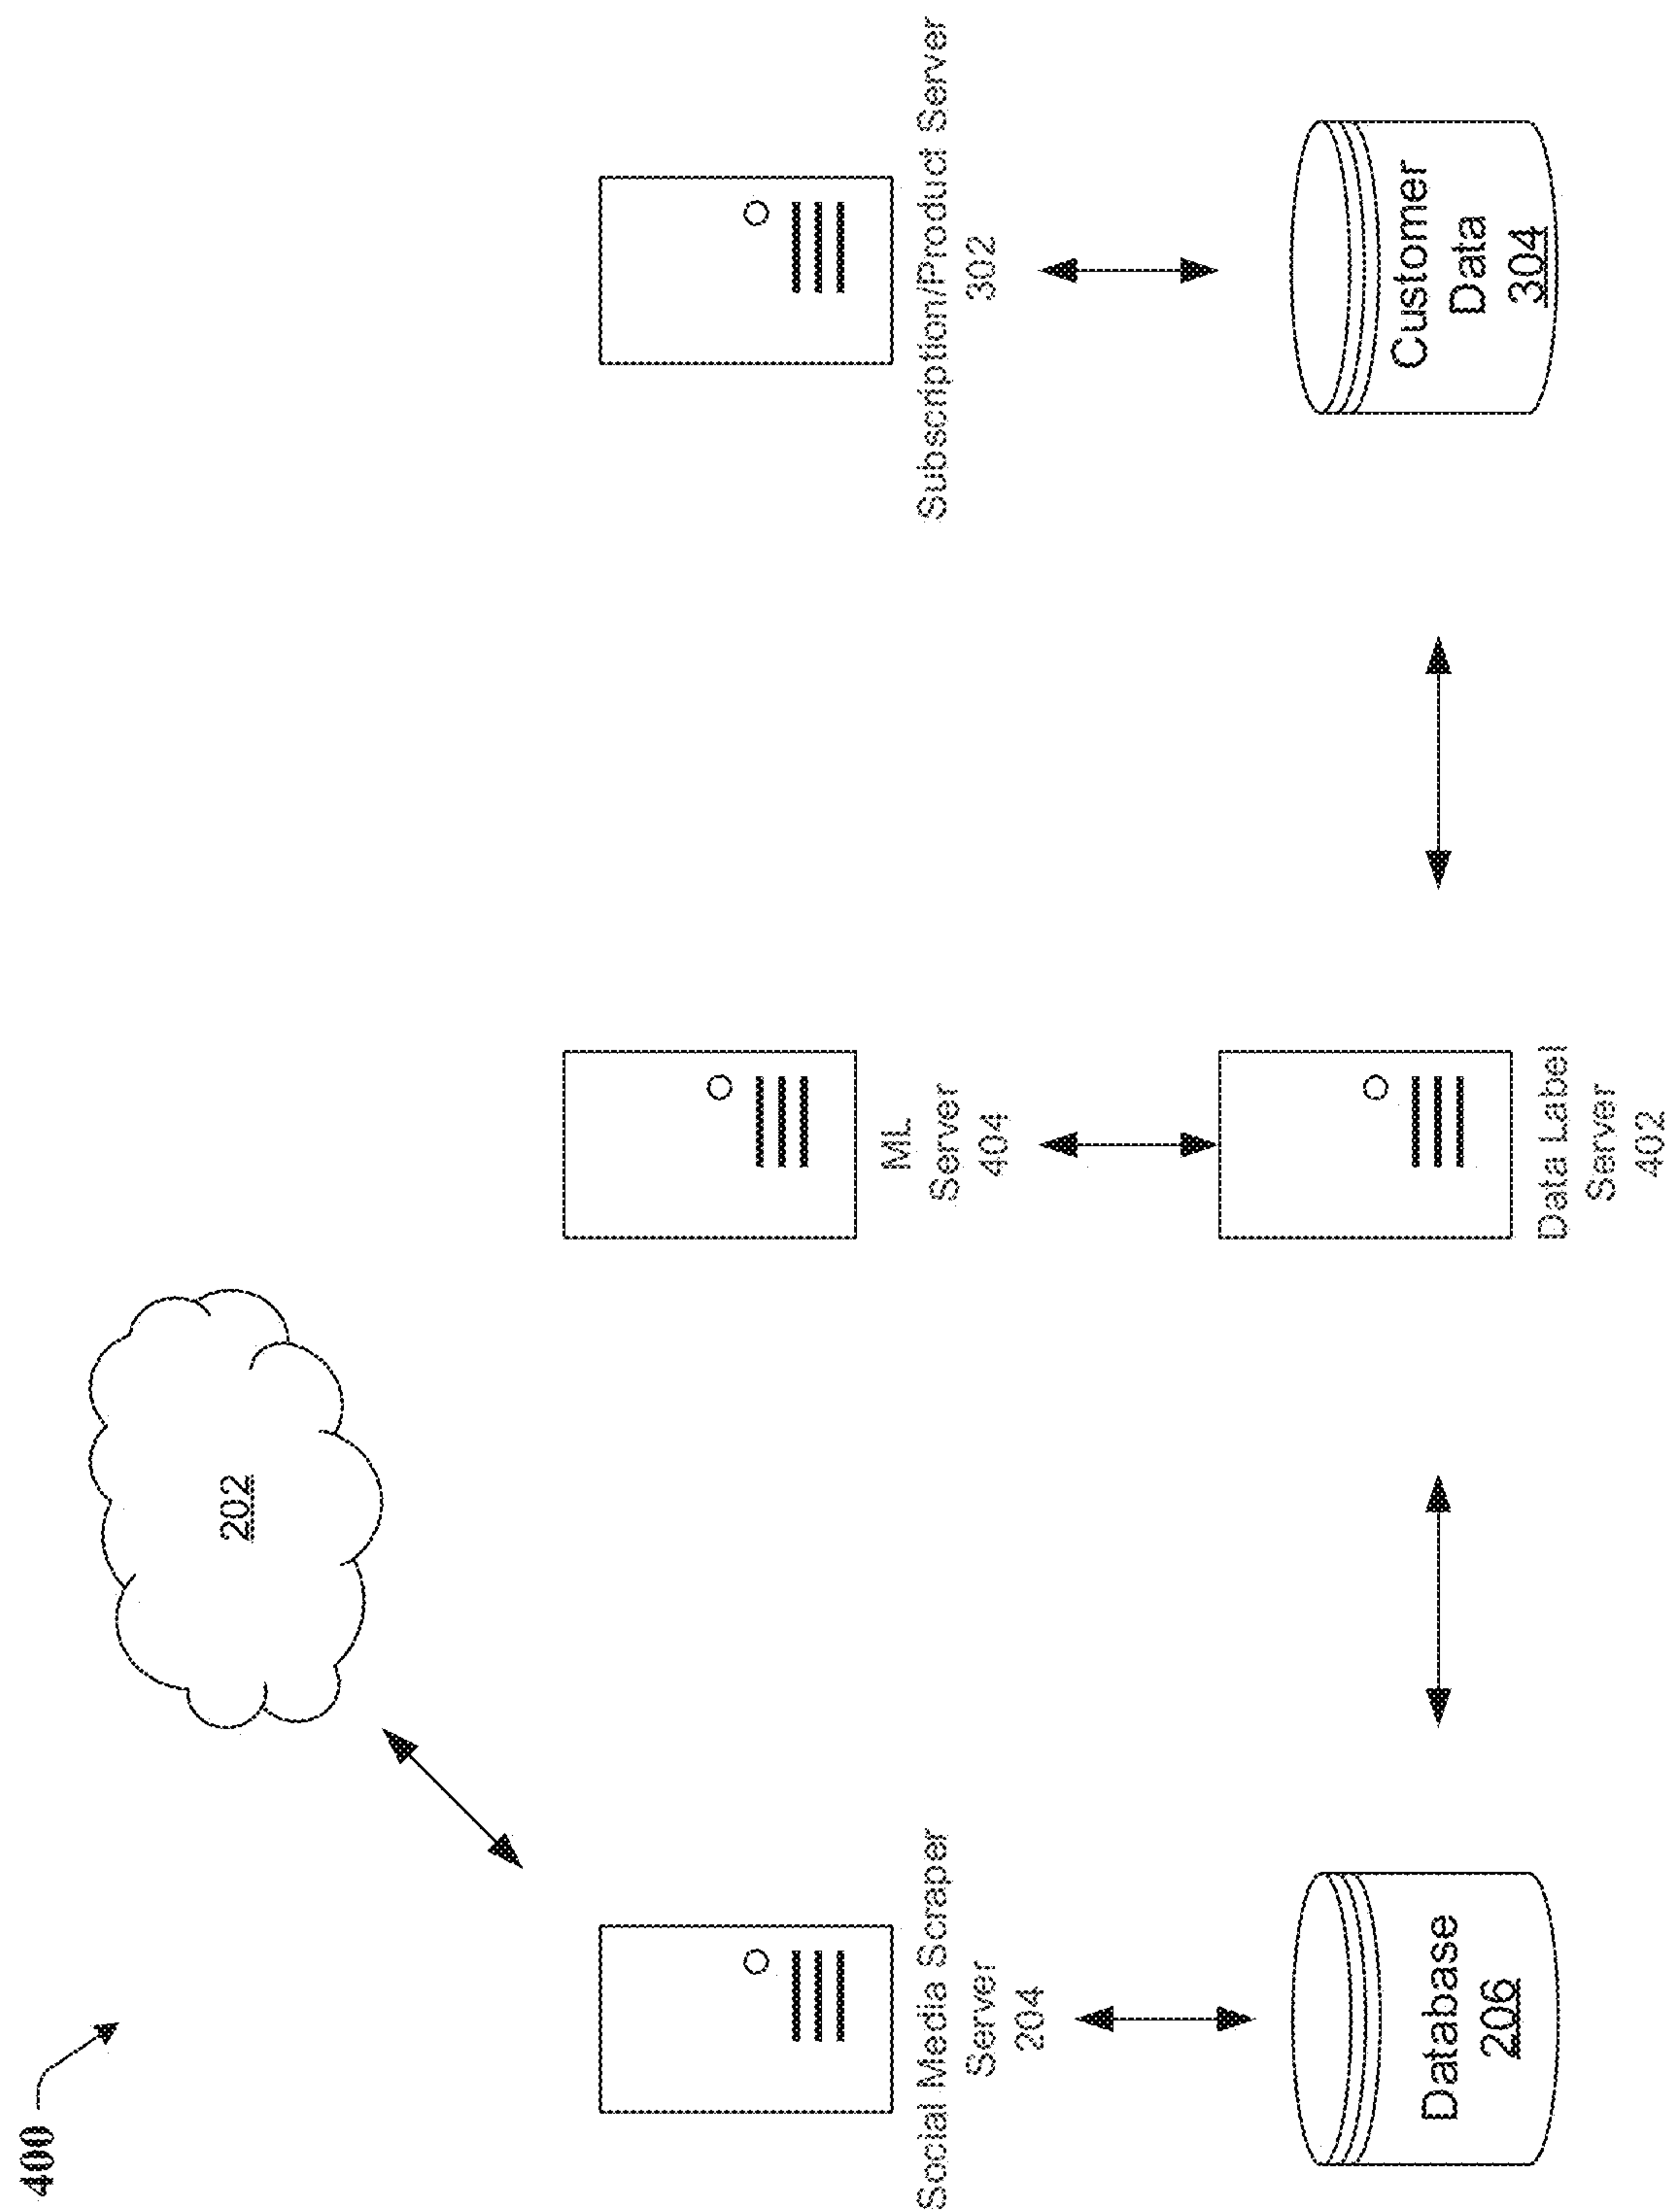 400
202
Social Media Scraper
Server
204
ML
Server
404
Subscription/Product Server
302
Database
206
Data Label
Server
402
Customer
Data
304